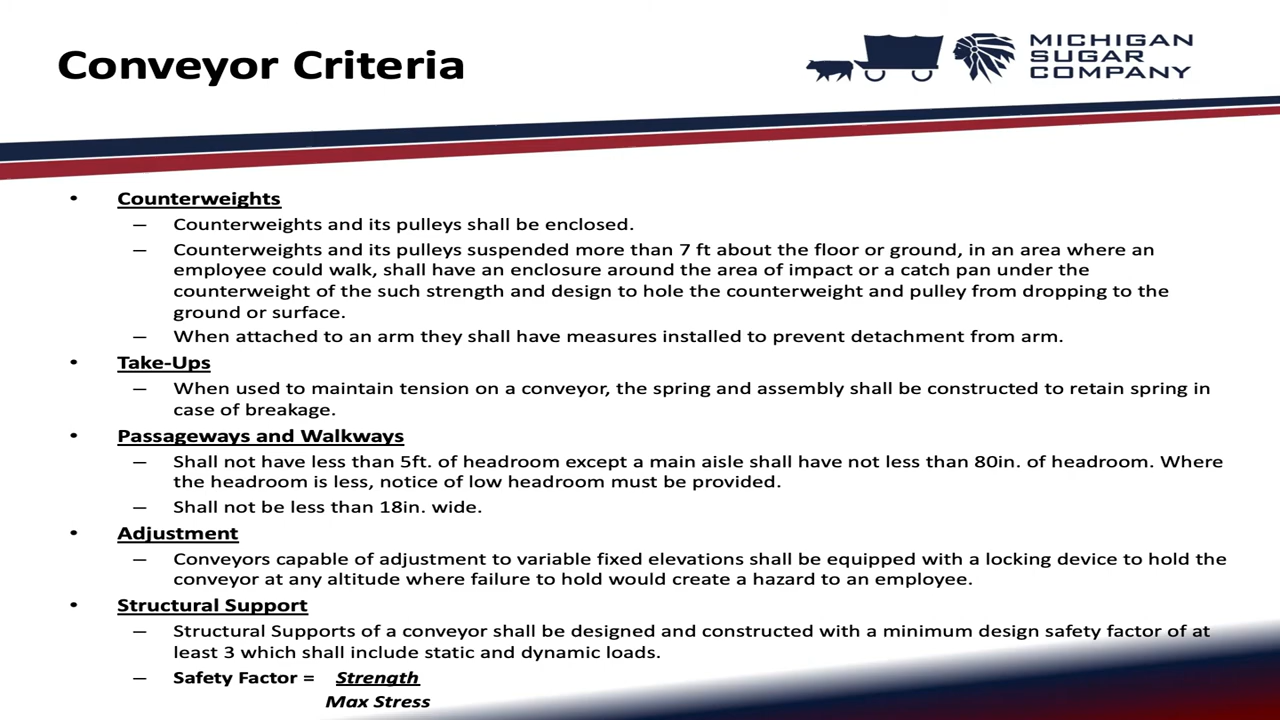 Conveyor Criteria
MICHIGAN
SUGAR
COMPANY
• Counterweights
– Counterweights and its pulleys shall be enclosed.
– Counterweights and its pulleys suspended more than 7 ft about the floor or ground, in an area where an
employee could walk, shall have an enclosure around the area of impact or a catch pan under the
counterweight of the such strength and design to hole the counterweight and pulley from dropping to the
ground or surface.
– When attached to an arm they shall have measures installed to prevent detachment from arm.
• Take-Ups
– When used to maintain tension on a conveyor, the spring and assembly shall be constructed to retain spring in
case of breakage.
• Passageways and Walkways
– Shall not have less than 5ft. of headroom except a main aisle shall have not less than 80in. of headroom. Where
the headroom is less, notice of low headroom must be provided.
– Shall not be less than 18in. wide.
• Adjustment
– Conveyors capable of adjustment to variable fixed elevations shall be equipped with a locking device to hold the
conveyor at any altitude where failure to hold would create a hazard to an employee.
• Structural Support
– Structural Supports of a conveyor shall be designed and constructed with a minimum design safety factor of at
least 3 which shall include static and dynamic loads.
– Safety Factor = Strength
Max Stress